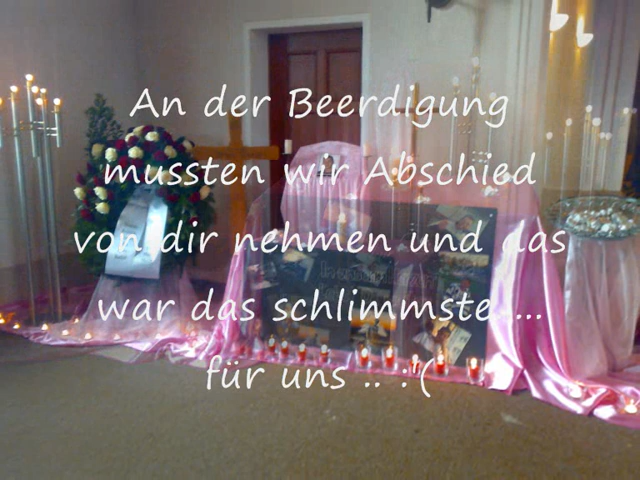 An der Beerdigung
mussten wir Abschied
von dir nehmen und das
war das schlimmste ...
für uns .. :(